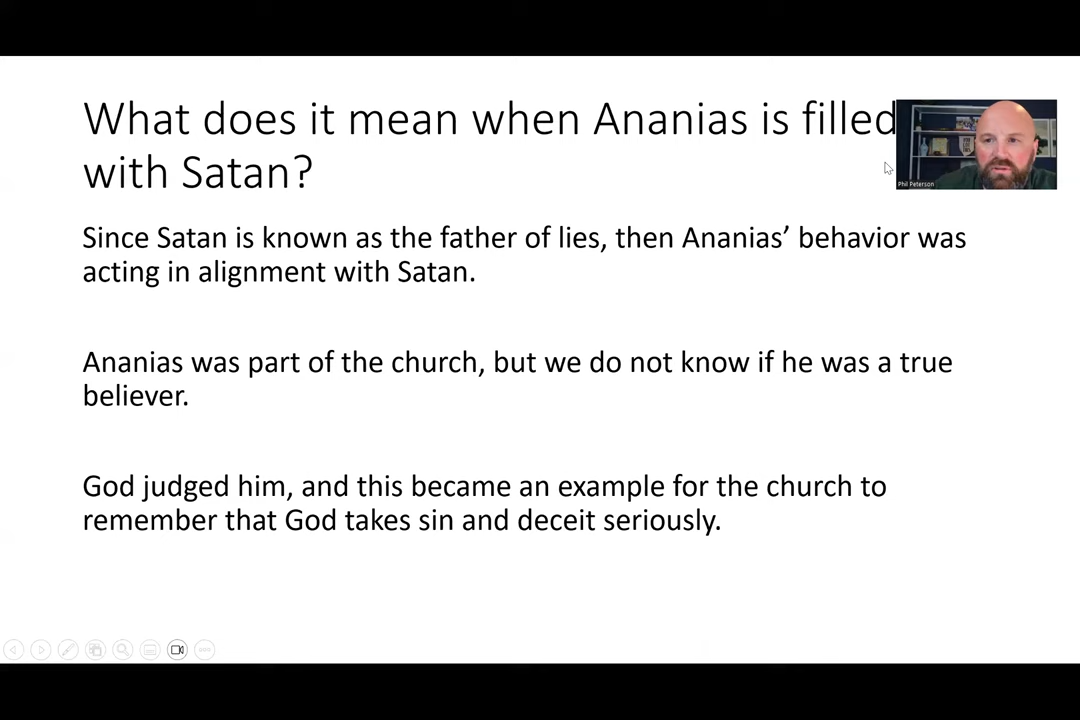 What does it mean when Ananias is filled
with Satan?
Phil Peterson
Since Satan is known as the father of lies, then Ananias’ behavior was
acting in alignment with Satan.
Ananias was part of the church, but we do not know if he was a true
believer.
God judged him, and this became an example for the church to
remember that God takes sin and deceit seriously.